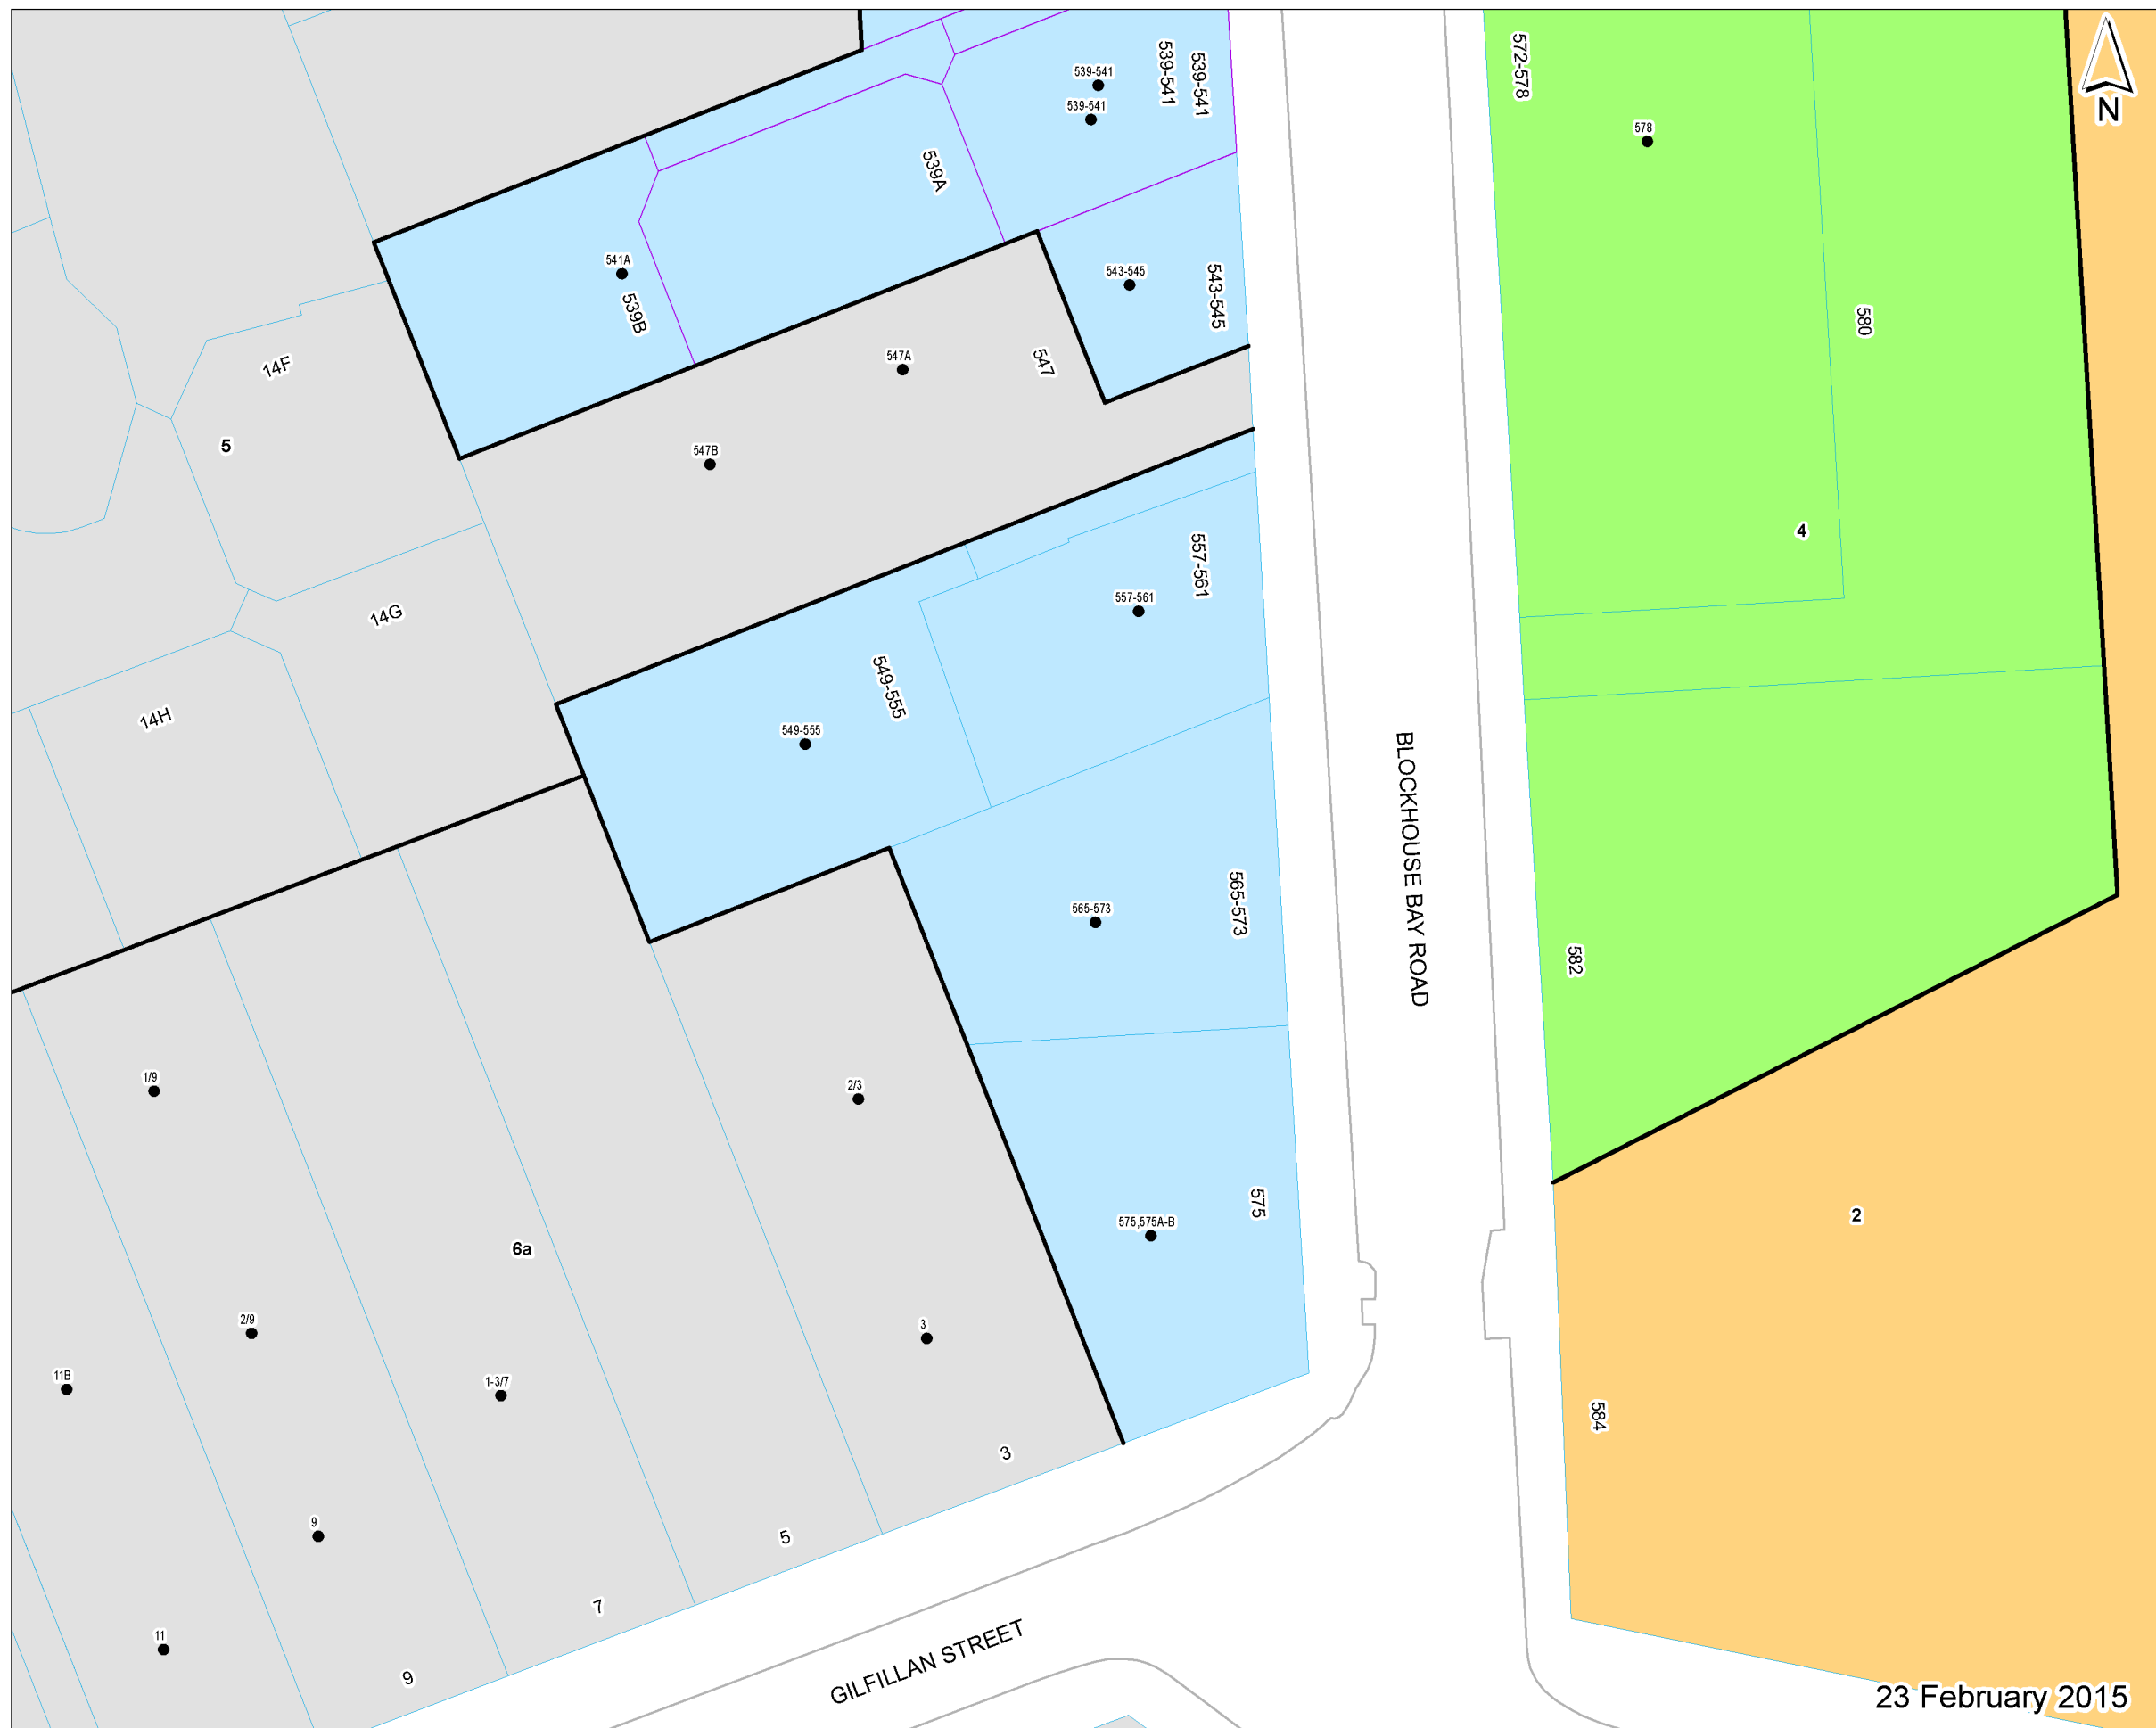 539-541
539-541
539-541
539-541
572-578
N
578
539A
541A
539B
543-545
543-545
580
547A
547
14F
5
547B
4
557-561
557-561
14G
549-555
549-555
14H
BLOCKHOUSE BAY ROAD
565-573
565-573
582
1/9
2/3
575
575,575A-B
2
6a
2/9
3
11B
1-3/7
584
3
9
5
7
11
9
GILFILLAN STREET
23 February 2015